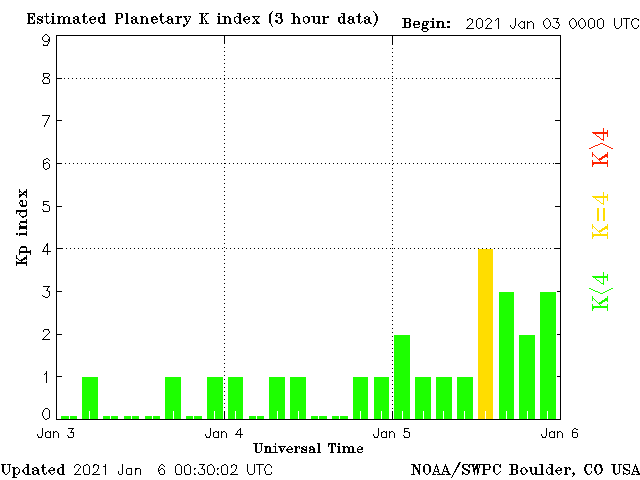 Estimated Planetary K index (3 hour data) Begin: 2021 Jan 03 0000 UTC
9
8
7
6
5
4
3
2
1
0
Kp index
K>4
K=4
K<4
Jan 3 Jan 4 Jan 5 Jan 6
Universal Time
Updated 2021 Jan 6 00:30:02 UTC NOAA/SWPC Boulder, CO USA